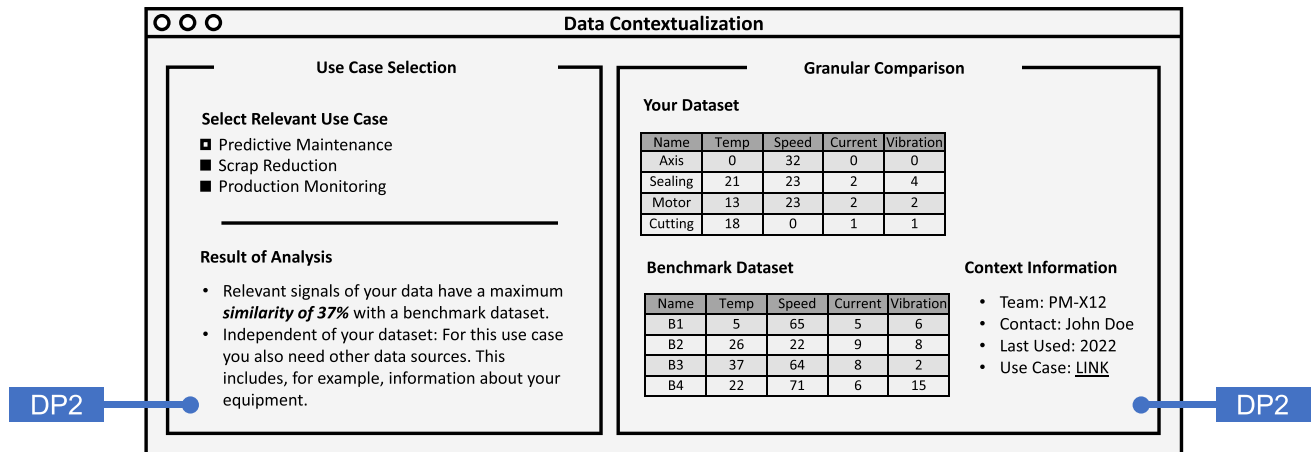 Data Contextualization
Use Case Selection
Select Relevant Use Case
Predictive Maintenance
Scrap Reduction
Production Monitoring
Result of Analysis
• Relevant signals of your data have a maximum
similarity of 37% with a benchmark dataset.
• Independent of your dataset: For this use case
you also need other data sources. This
includes, for example, information about your
equipment.
DP2
Granular Comparison
Your Dataset
Name Temp Speed Current Vibration
Axis 0 32 0 0
Sealing 21 23 2 4
Motor 13 23 2 2
Cutting 18 0 1 1
Benchmark Dataset
Name Temp Speed Current Vibration
B1 5 65 5 6
B2 26 22 9 8
B3 37 64 8 2
B4 22 71 6 15
Context Information
• Team: PM-X12
• Contact: John Doe
• Last Used: 2022
• Use Case: LINK
DP2